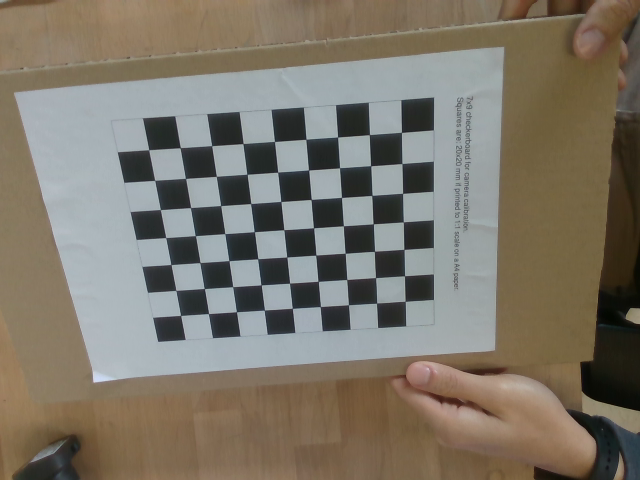 7x9 checkerboard for camera calibration.
Squares are: 20x20 mm if printed to 1:1 scale on a A4 paper.